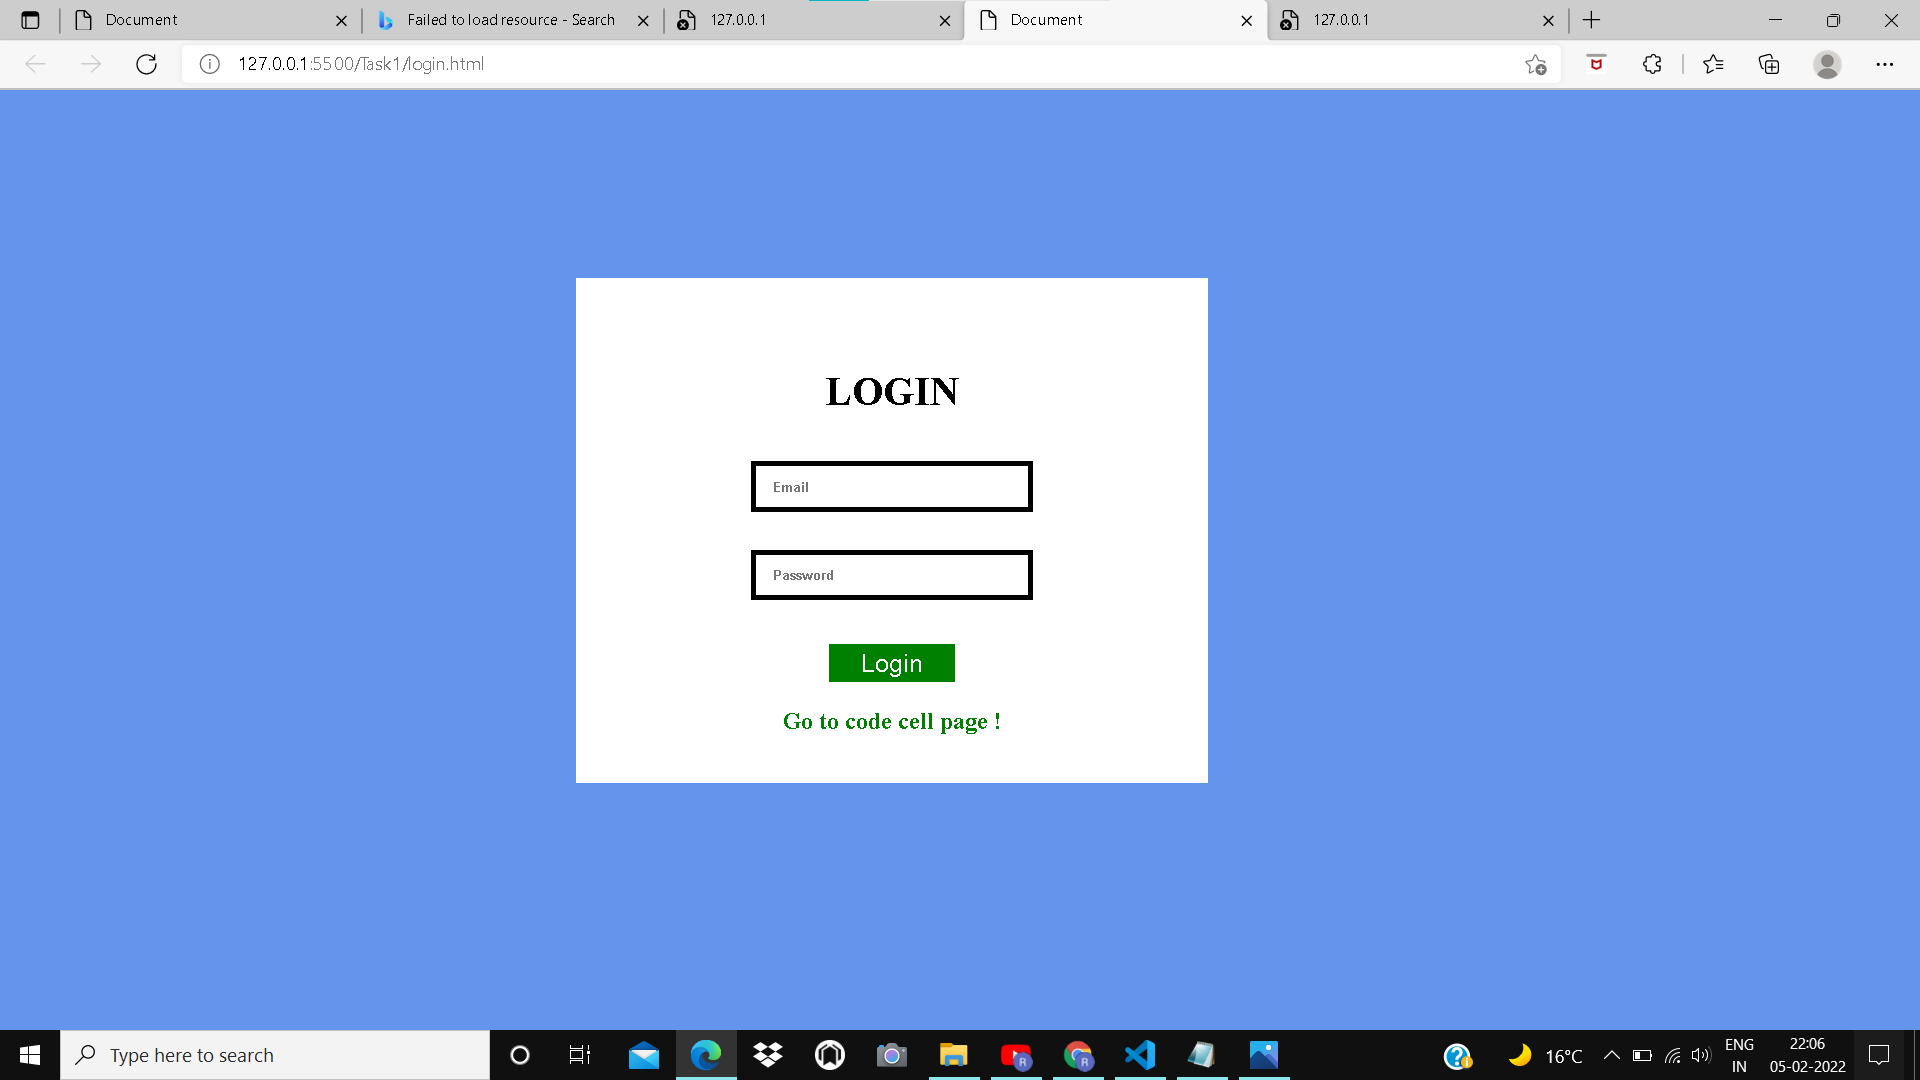 Document
Failed to load resource - Search
127.0.0.1
Document
127.0.0.1
127.0.0.1:5500/Task1/login.html
LOGIN
Email
Password
Login
Go to code cell page !
Type here to search
R
R
16°C
ENG
IN
22:06
05-02-2022